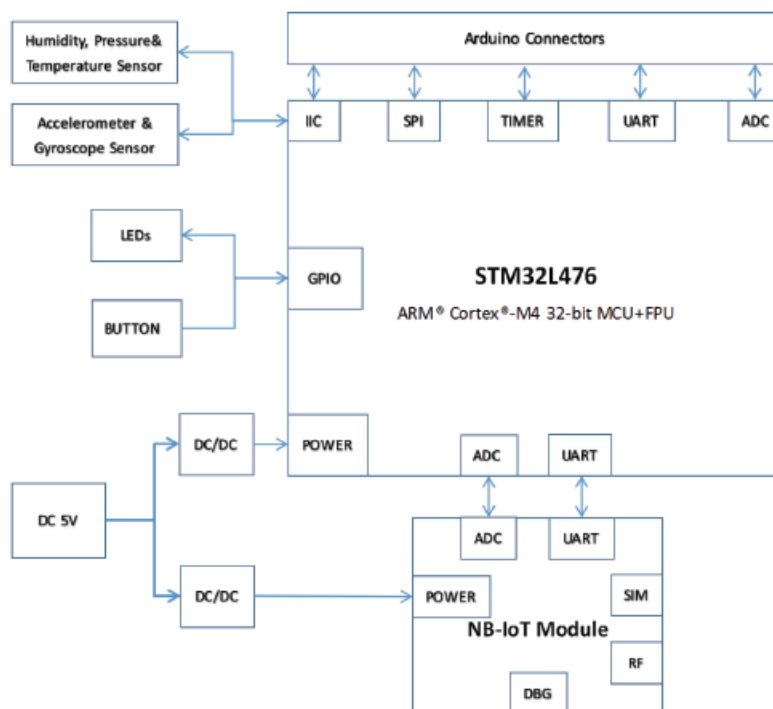 Humidity, Pressure&
Temperature Sensor
Arduino Connectors
Accelerometer &
Gyroscope Sensor
IIC
SPI
TIMER
UART
ADC
LEDs
GPIO
STM32L476
ARM® Cortex®-M4 32-bit MCU+FPU
BUTTON
DC/DC
POWER
ADC
UART
DC 5V
ADC
UART
DC/DC
POWER
SIM
NB-IoT Module
RF
DBG